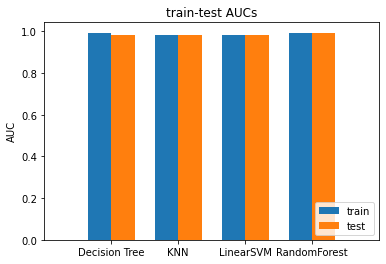 train-test AUCs
AUC
1.0
0.8
0.6
0.4
0.2
0.0
train
test
Decision Tree KNN LinearSVM RandomForest